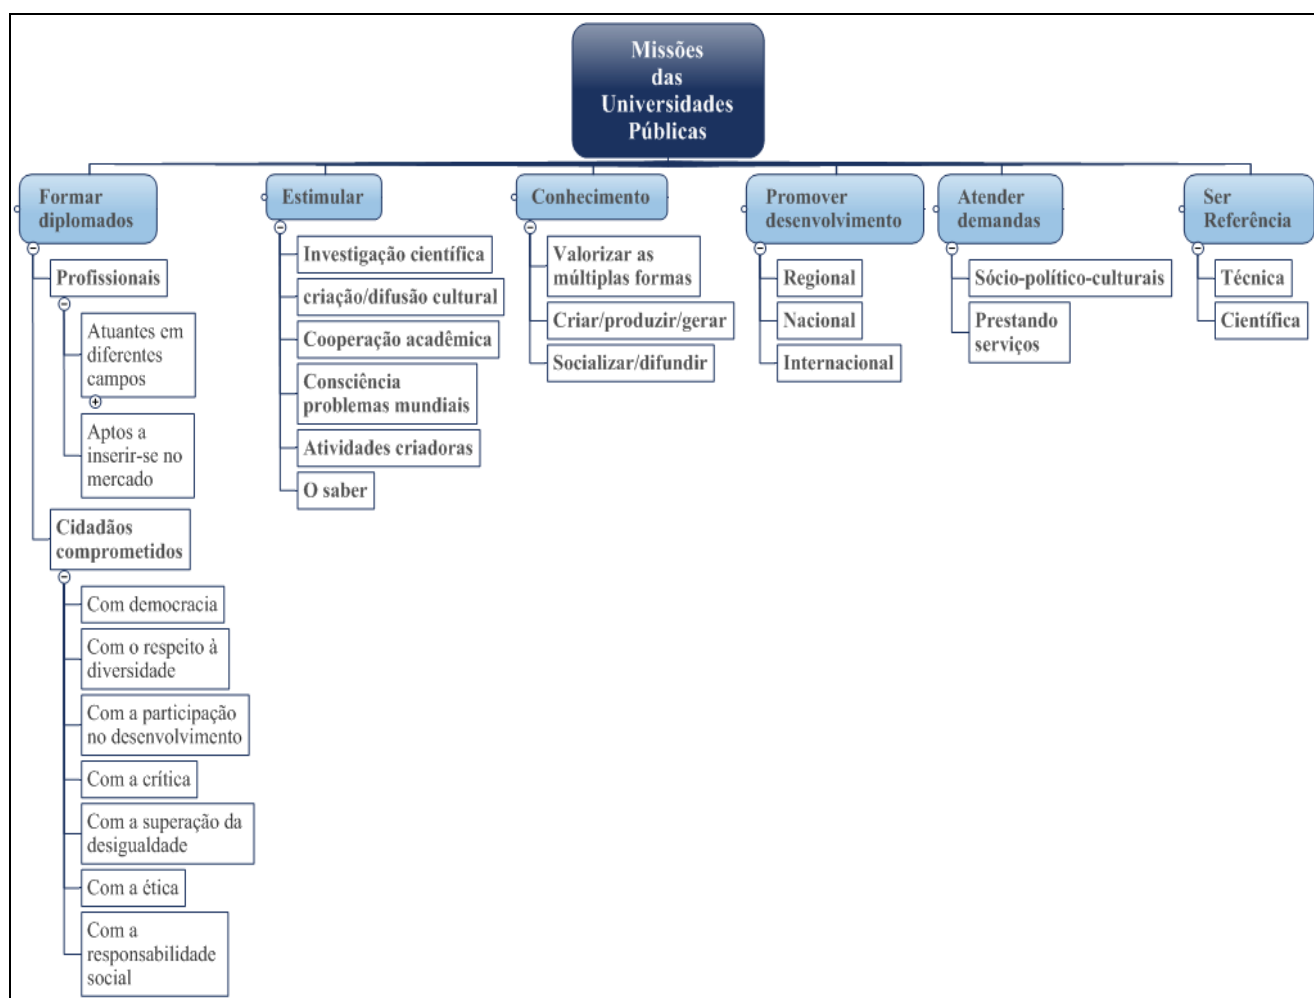 Missões
das
Universidades
Públicas
Formar
diplomados
Profissionais
Atuantes em
diferentes
campos
Aptos a
inserir-se no
mercado
Cidadãos
comprometidos
Com democracia
Com o respeito à
diversidade
Com a participação
no desenvolvimento
Com a crítica
Com a superação da
desigualdade
Com a ética
Com a
responsabilidade
social
Estimular
Investigação científica
criação/difusão cultural
Cooperação acadêmica
Consciência
problemas mundiais
Atividades criadoras
O saber
Conhecimento
Valorizar as
múltiplas formas
Criar/produzir/gerar
Socializar/difundir
Promover
desenvolvimento
Regional
Nacional
Internacional
Atender
demandas
Sócio-político-culturais
Prestando
serviços
Ser
Referência
Técnica
Científica